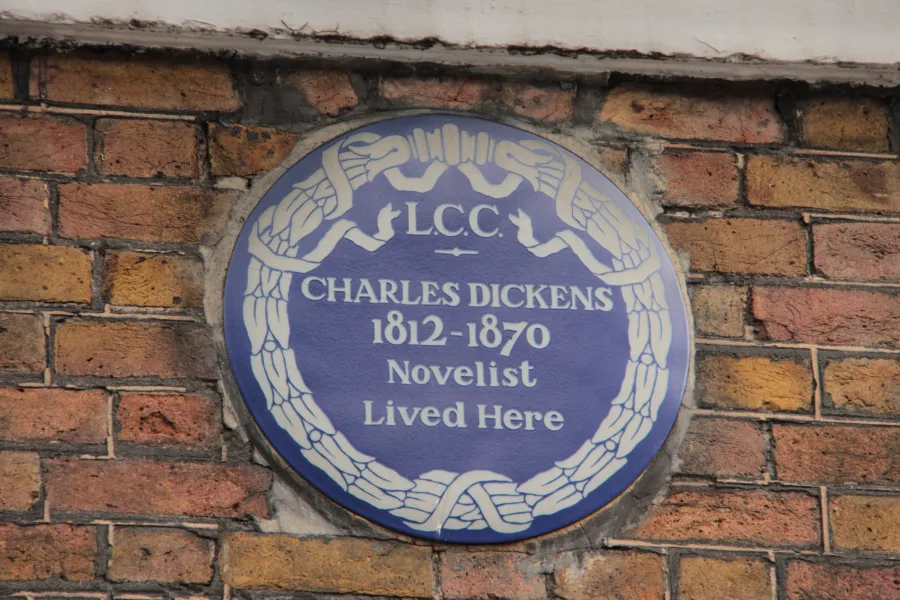 L.C.C.
CHARLES DICKENS
1812-1870
Novelist
Lived Here